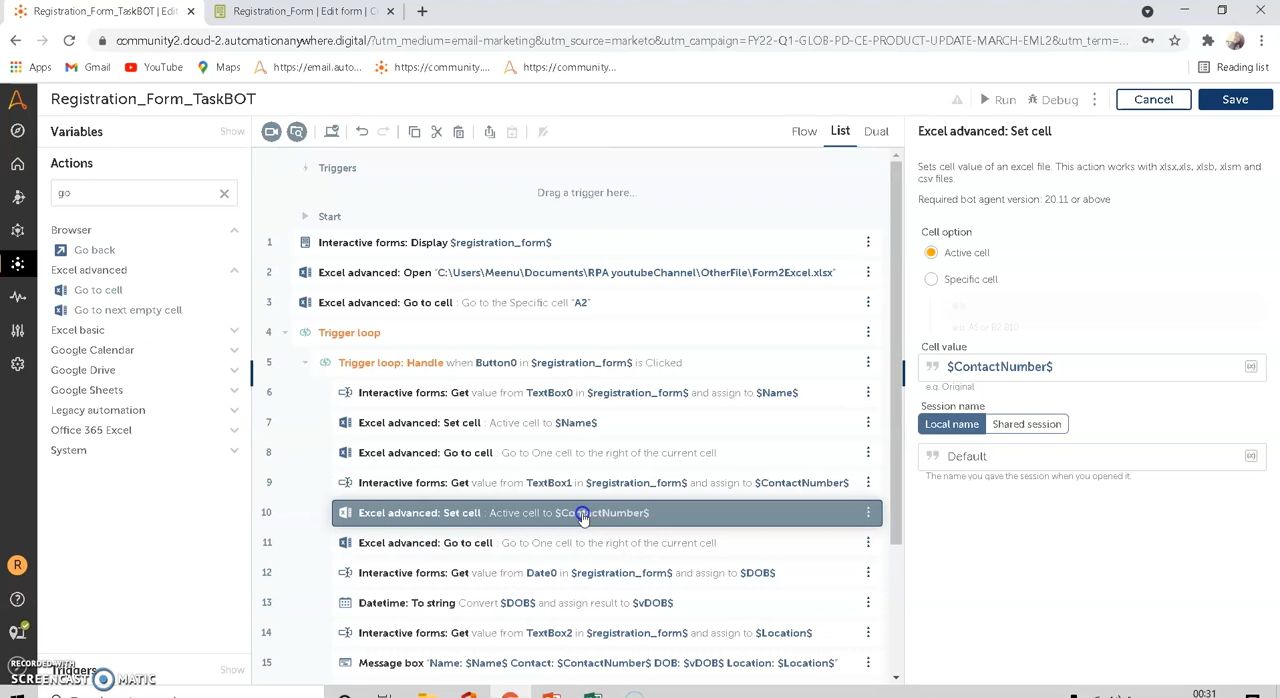 Registration_Form_TaskBOT | Edit
Registration_Form | Edit form | C
community2.cloud-2.automationanywhere.digital/?utm_medium=email-marketing&utm_source=marketo&utm_campaign=FY22-Q1-GLOB-PD-CE-PRODUCT-UPDATE-MARCH-EML2&utm_term=...
Apps Gmail YouTube Maps https://email.auto... https://community.... https://community... Reading list
Registration_Form_TaskBOT
Run Debug Cancel Save
Variables Show
Flow List Dual
Excel advanced: Set cell
Actions
Triggers
Sets cell value of an excel file. This action works with xlsx,xls, xlsb, xlsm and
csv files.
go
Drag a trigger here...
Required bot agent version: 20.11 or above
Start
Browser
Go back
Excel advanced
Go to cell
Go to next empty cell
Excel basic
Google Calendar
Google Drive
Google Sheets
Legacy automation
Office 365 Excel
System
1 Interactive forms: Display $registration_form$
2 Excel advanced: Open "C:\Users\Meenu\Documents\RPA youtubeChannel\OtherFile\Form2Excel.xlsx"
3 Excel advanced: Go to cell : Go to the Specific cell "A2"
4 Trigger loop
5 Trigger loop: Handle when Button0 in $registration_form$ is Clicked
6 Interactive forms: Get value from TextBox0 in $registration_form$ and assign to $Name$
7 Excel advanced: Set cell : Active cell to $Name$
8 Excel advanced: Go to cell : Go to One cell to the right of the current cell
9 Interactive forms: Get value from TextBox1 in $registration_form$ and assign to $ContactNumber$
10 Excel advanced: Set cell : Active cell to $ContactNumber$
11 Excel advanced: Go to cell : Go to One cell to the right of the current cell
12 Interactive forms: Get value from Date0 in $registration_form$ and assign to $DOB$
13 Datetime: To string Convert $DOB$ and assign result to $vDOB$
14 Interactive forms: Get value from TextBox2 in $registration_form$ and assign to $Location$
15 Message box "Name: $Name$ Contact: $ContactNumber$ DOB: $vDOB$ Location: $Location$"
Cell option
Active cell
Specific cell
e.g. A5 or B2:B10
Cell value
$ContactNumber$
e.g. Original
Session name
Local name Shared session
Default
The name you gave the session when you opened it.
R
Triggers Show
RECORDED WITH
SCREENCAST MATIC
00:31